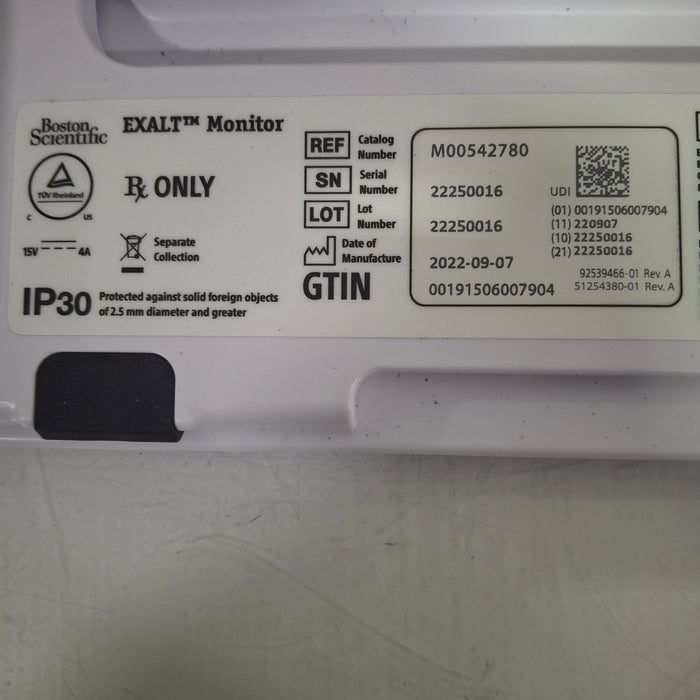 Boston
Scientific
EXALT™ Monitor
TÜV Rheinland
C US
℞ ONLY
15V 4A
Separate
Collection
IP30 Protected against solid foreign objects
of 2.5 mm diameter and greater
REF Catalog
Number
SN Serial
Number
LOT Lot
Number
Date of
Manufacture
GTIN
M00542780
22250016
22250016
2022-09-07
00191506007904
UDI
(01) 00191506007904
(11) 220907
(10) 22250016
(21) 22250016
92539466-01 Rev. A
51254380-01 Rev. A